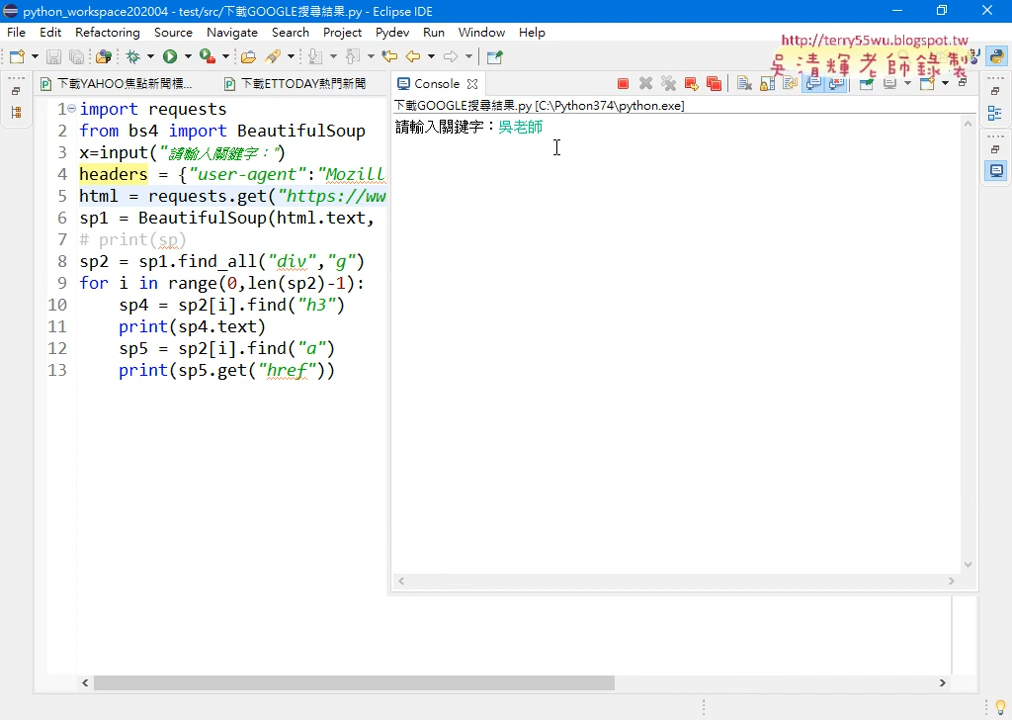 python_workspace202004 - test/src/下載GOOGLE搜尋結果.py - Eclipse IDE
File Edit Refactoring Source Navigate Search Project Pydev Run Window Help
http://terry55wu.blogspot.tw
吳清輝老師錄製
下載YAHOO焦點新聞標...
下載ETTODAY熱門新聞
Console
下載GOOGLE搜尋結果.py [C:\Python374\python.exe]
請輸入關鍵字：吳老師
1 import requests
2 from bs4 import BeautifulSoup
3 x=input("請輸入關鍵字：")
4 headers = {"user-agent":"Mozill
5 html = requests.get("https://ww
6 sp1 = BeautifulSoup(html.text,
7 # print(sp)
8 sp2 = sp1.find_all("div","g")
9 for i in range(0,len(sp2)-1):
10 sp4 = sp2[i].find("h3")
11 print(sp4.text)
12 sp5 = sp2[i].find("a")
13 print(sp5.get("href"))